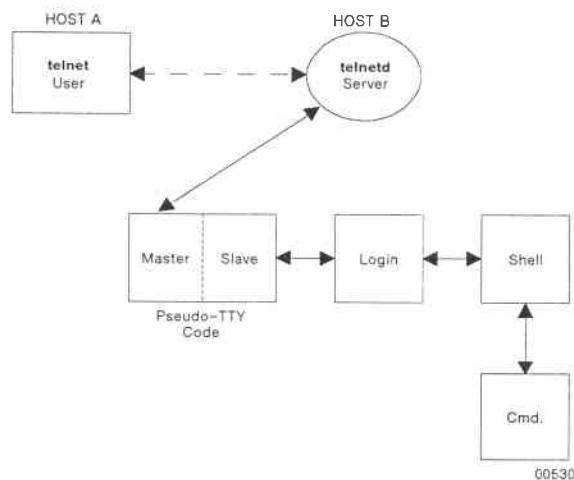 HOST A
HOST B
telnet
User
telnetd
Server
Master
Slave
Login
Shell
Pseudo-TTY
Code
Cmd.
00530